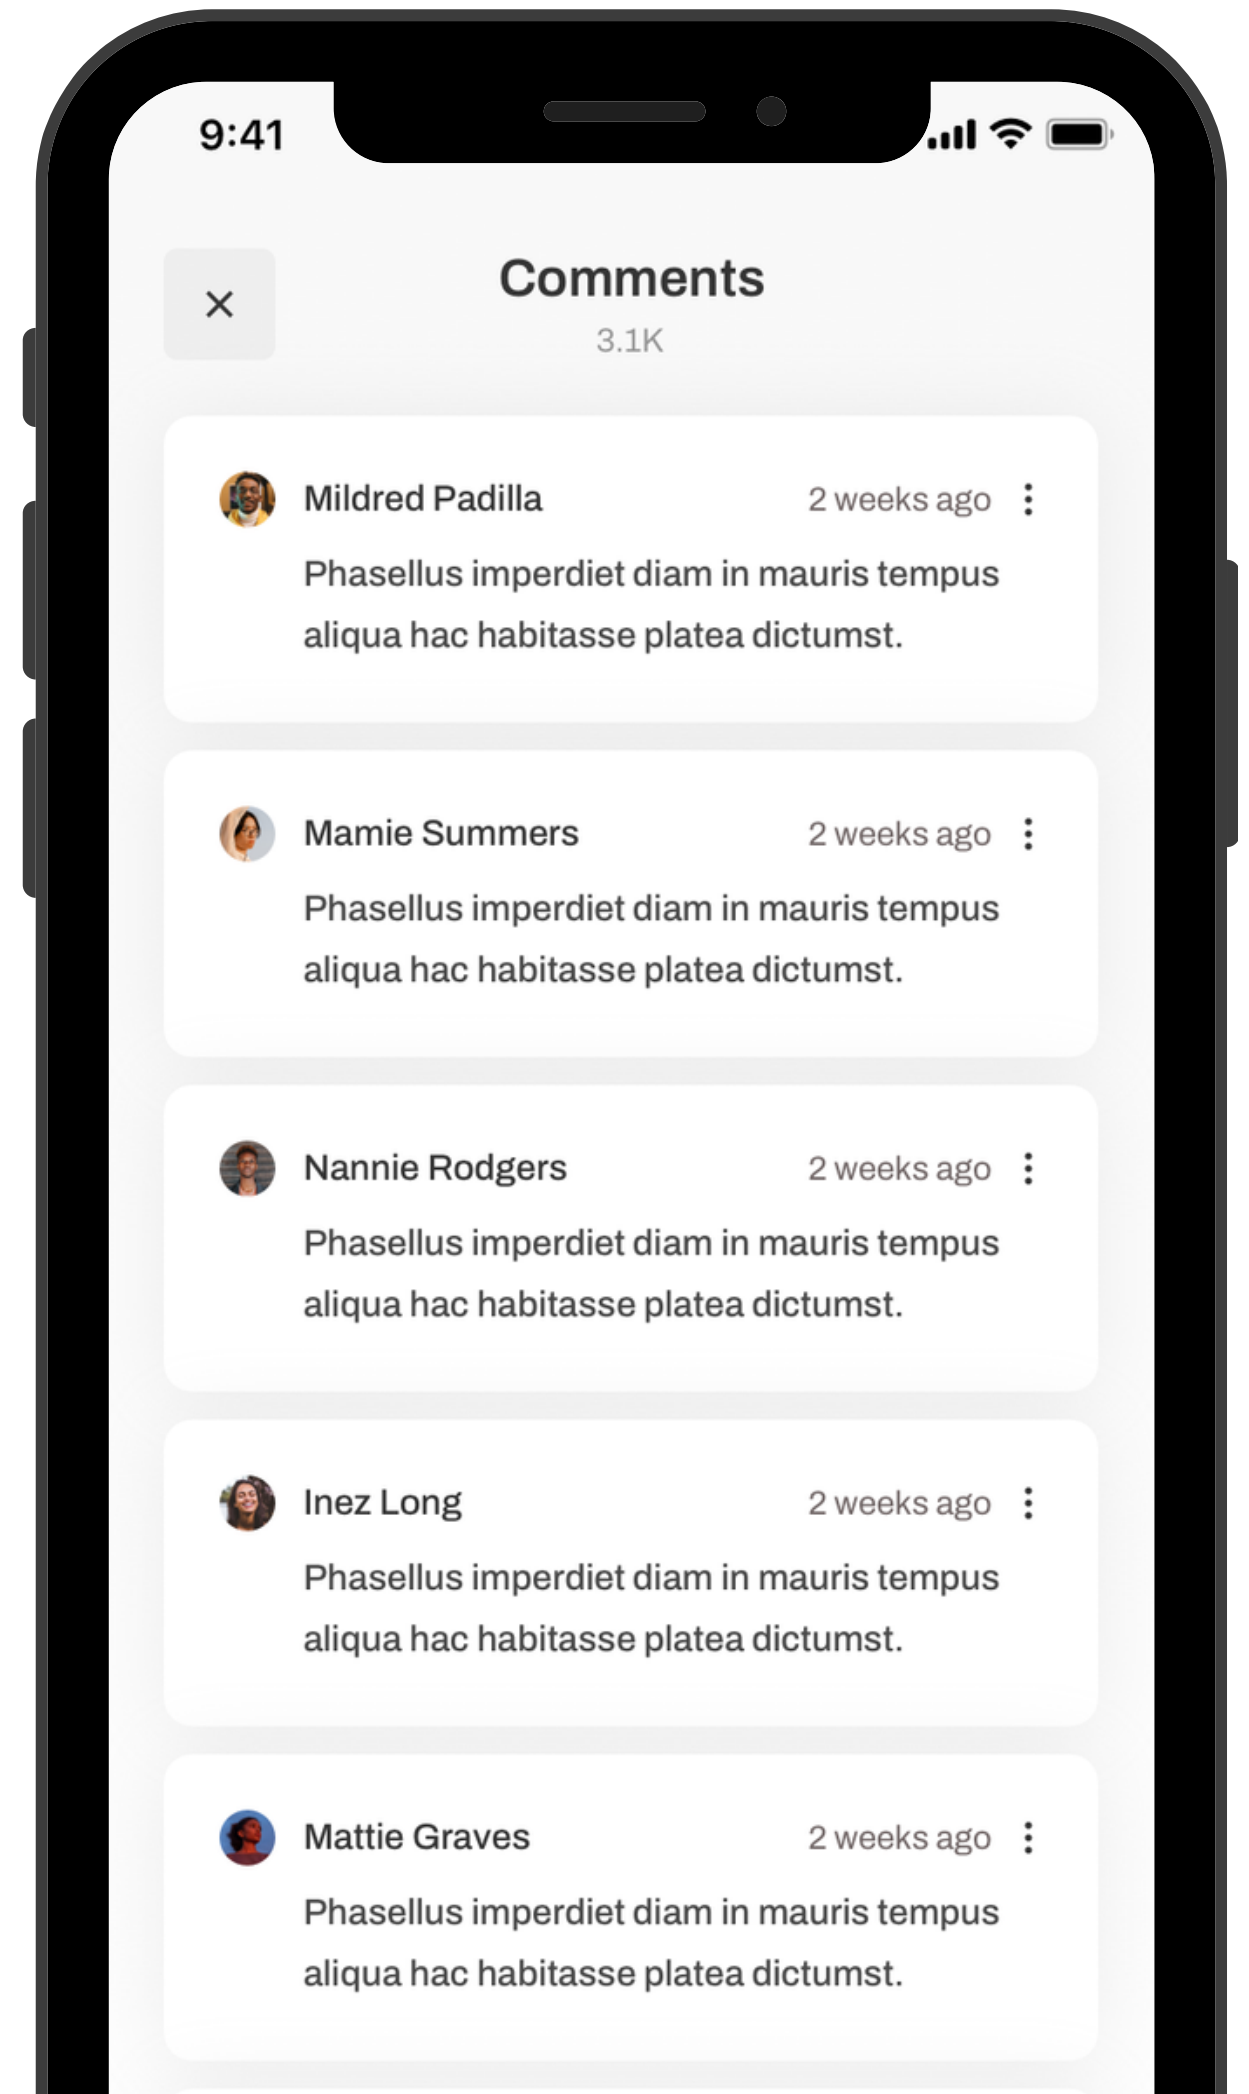 9:41
Comments
3.1K
Mildred Padilla 2 weeks ago
Phasellus imperdiet diam in mauris tempus
aliqua hac habitasse platea dictumst.
Mamie Summers 2 weeks ago
Phasellus imperdiet diam in mauris tempus
aliqua hac habitasse platea dictumst.
Nannie Rodgers 2 weeks ago
Phasellus imperdiet diam in mauris tempus
aliqua hac habitasse platea dictumst.
Inez Long 2 weeks ago
Phasellus imperdiet diam in mauris tempus
aliqua hac habitasse platea dictumst.
Mattie Graves 2 weeks ago
Phasellus imperdiet diam in mauris tempus
aliqua hac habitasse platea dictumst.